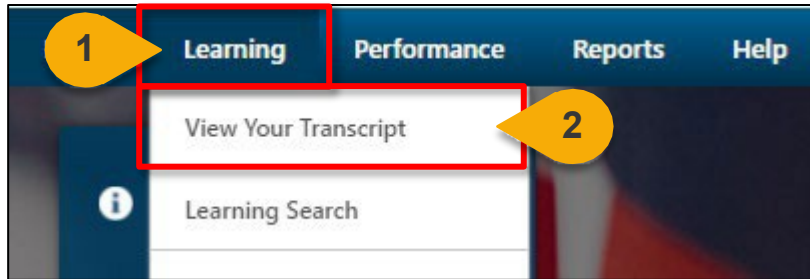 1 Learning Performance Reports Help
View Your Transcript 2
Learning Search